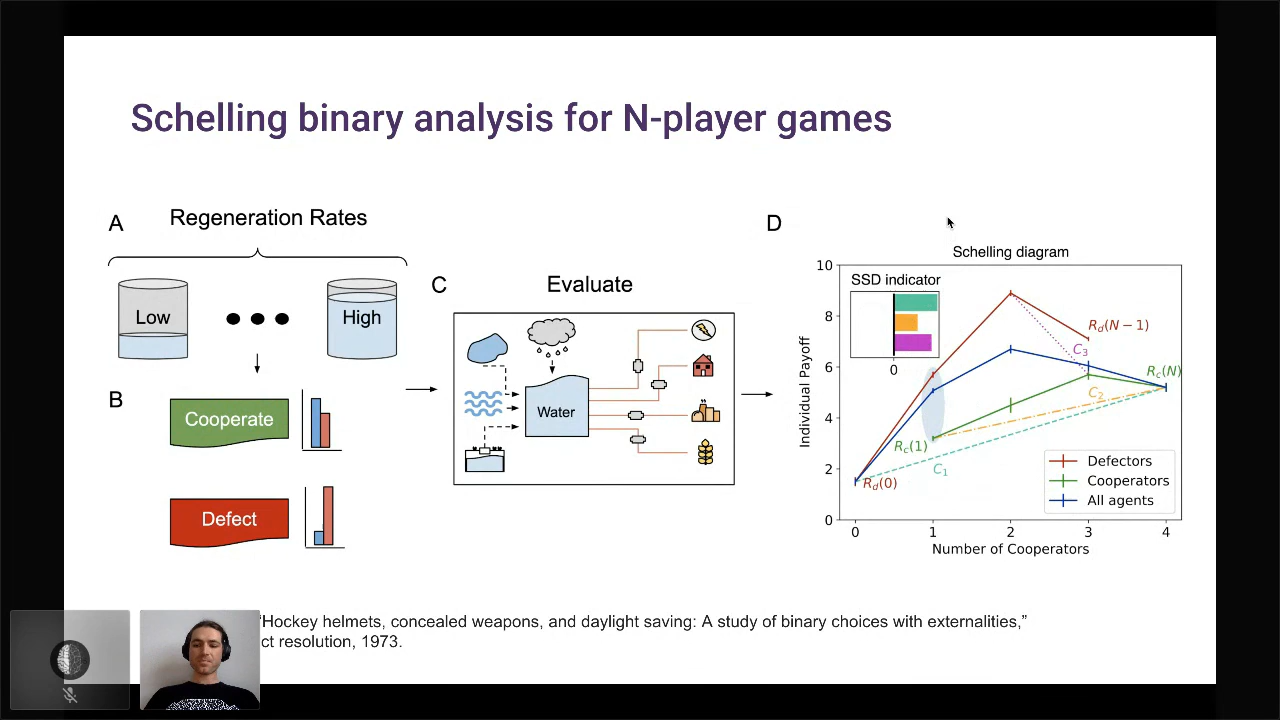 Schelling binary analysis for N-player games
A
Regeneration Rates
Low
High
B
Cooperate
Defect
C
Evaluate
Water
D
Schelling diagram
SSD indicator
0
Individual Payoff
10
8
6
4
2
0
R_d(N − 1)
C_3
R_c(N)
C_2
R_c(1)
C_1
R_d(0)
Defectors
Cooperators
All agents
0 1 2 3 4
Number of Cooperators
"Hockey helmets, concealed weapons, and daylight saving: A study of binary choices with externalities,"
ct resolution, 1973.